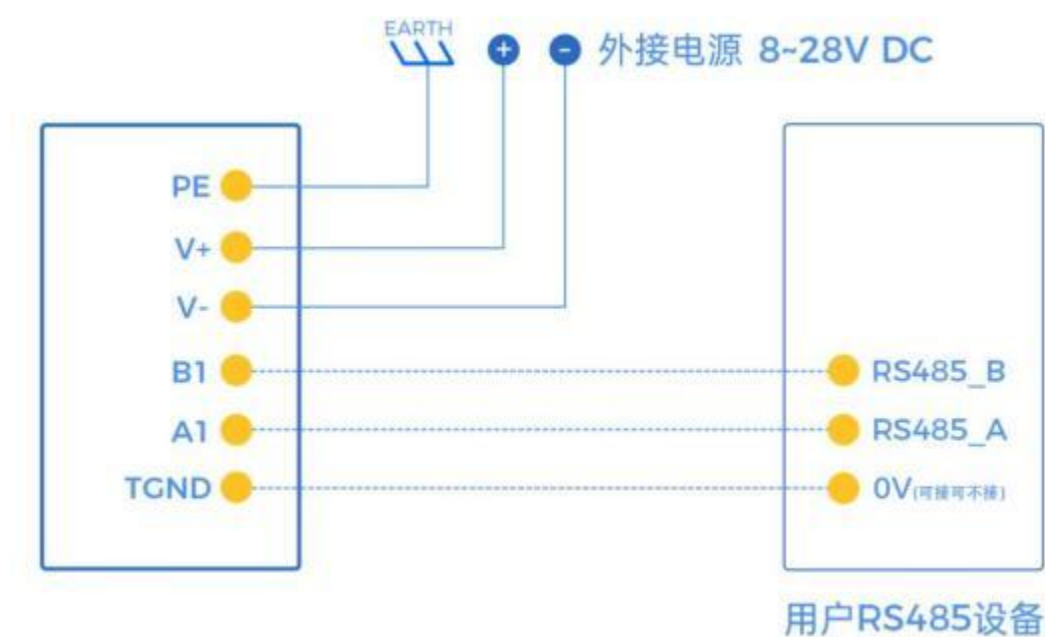 EARTH
+ - 外接电源 8~28V DC
PE
V+
V-
B1
A1
TGND
RS485_B
RS485_A
0V(可接可不接)
用户RS485设备